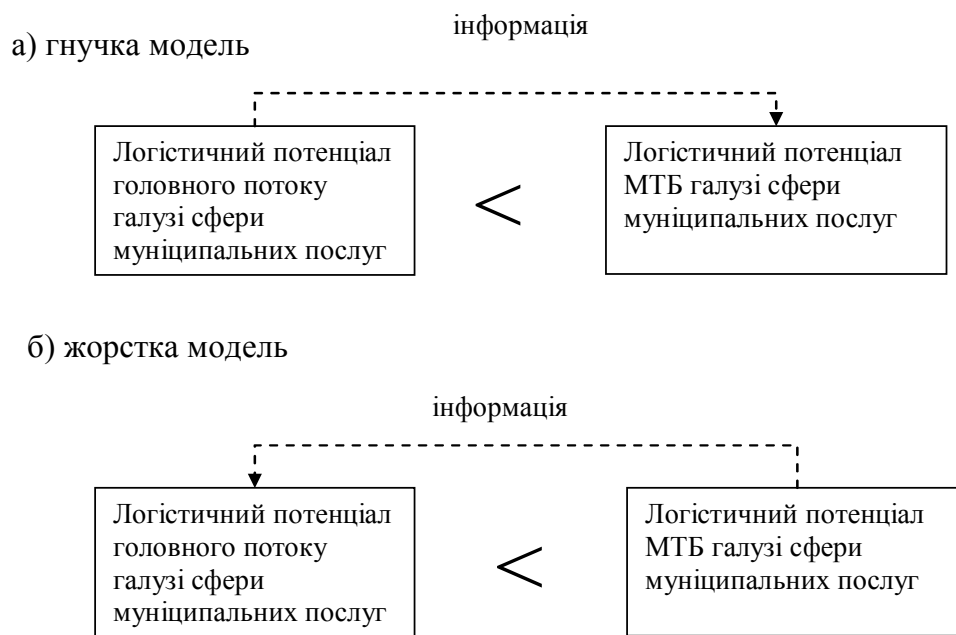 інформація
а) гнучка модель
Логістичний потенціал
головного потоку
галузі сфери
муніципальних послуг
<
Логістичний потенціал
МТБ галузі сфери
муніципальних послуг
б) жорстка модель
інформація
Логістичний потенціал
головного потоку
галузі сфери
муніципальних послуг
<
Логістичний потенціал
МТБ галузі сфери
муніципальних послуг